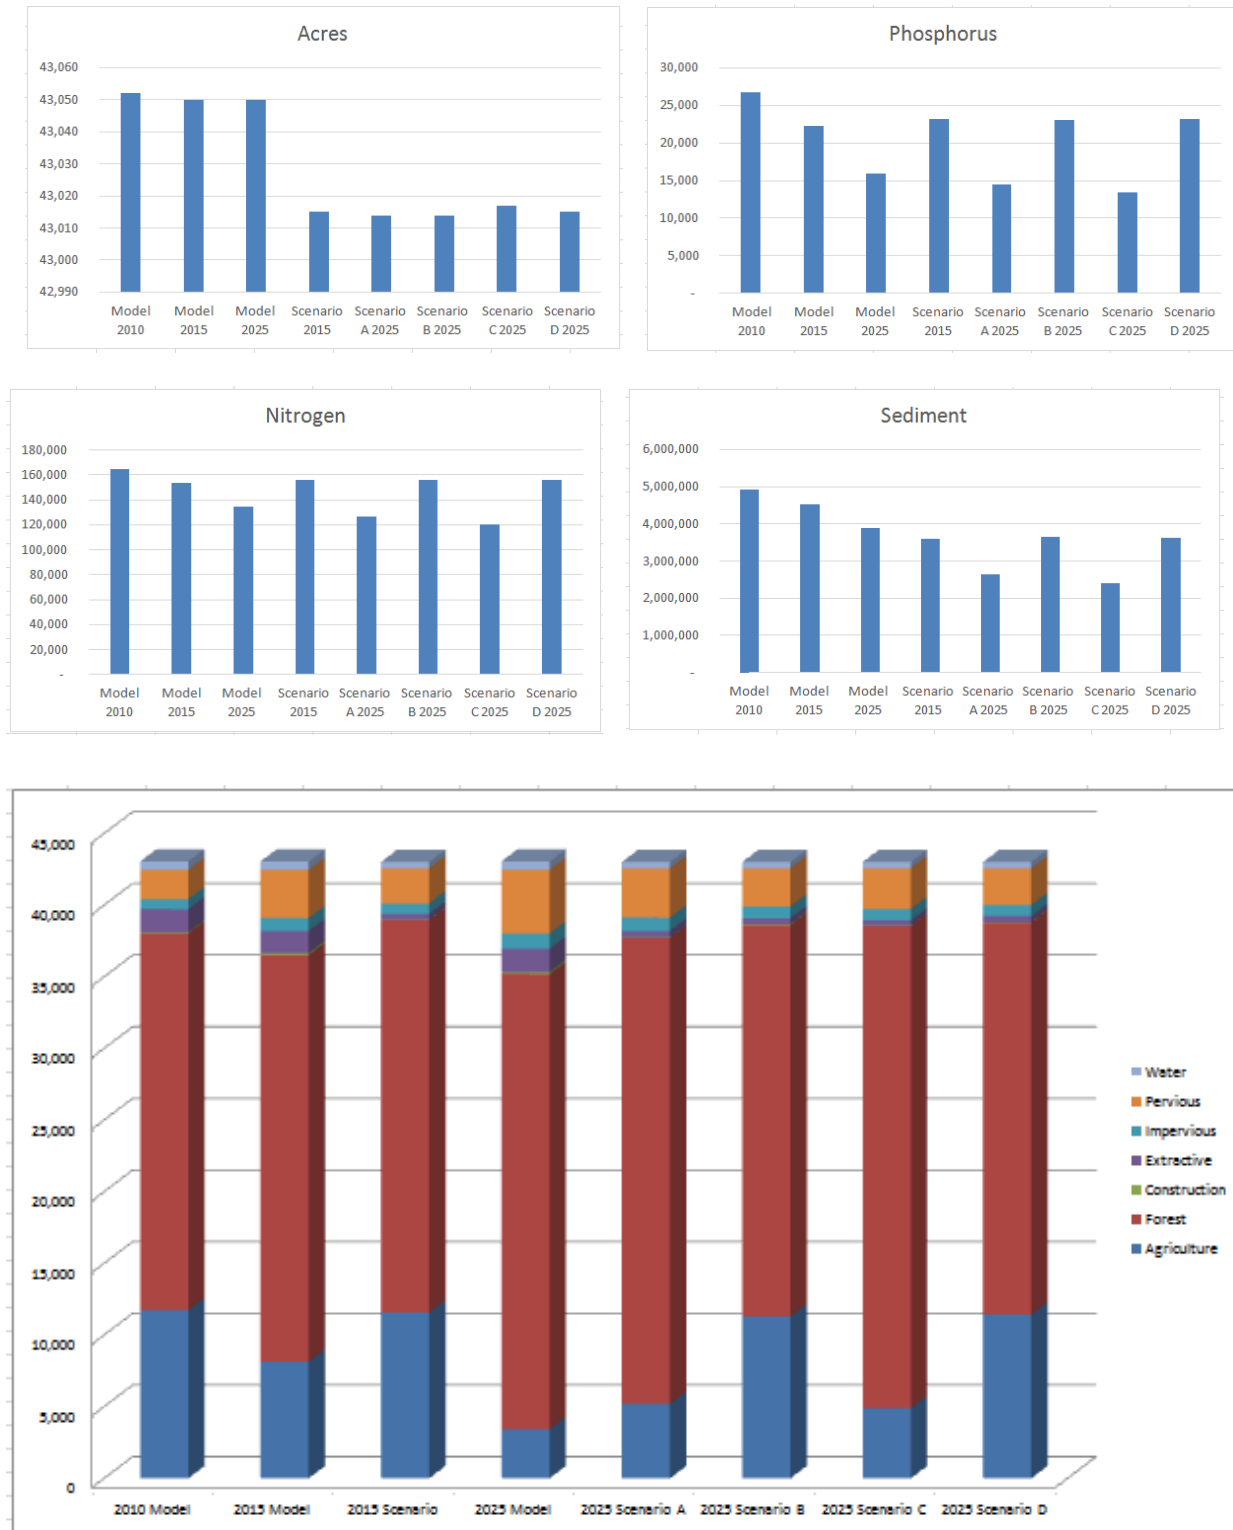 Acres
43,060
43,050
43,040
43,030
43,020
43,010
43,000
42,990
Model Model Model Scenario Scenario Scenario Scenario Scenario
2010 2015 2025 2015 A 2025 B 2025 C 2025 D 2025
Phosphorus
30,000
25,000
20,000
15,000
10,000
5,000
-
Model Model Model Scenario Scenario Scenario Scenario Scenario
2010 2015 2025 2015 A 2025 B 2025 C 2025 D 2025
Nitrogen
180,000
160,000
140,000
120,000
100,000
80,000
60,000
40,000
20,000
-
Model Model Model Scenario Scenario Scenario Scenario Scenario
2010 2015 2025 2015 A 2025 B 2025 C 2025 D 2025
Sediment
6,000,000
5,000,000
4,000,000
3,000,000
2,000,000
1,000,000
-
Model Model Model Scenario Scenario Scenario Scenario Scenario
2010 2015 2025 2015 A 2025 B 2025 C 2025 D 2025
45,000
40,000
35,000
30,000
25,000
20,000
15,000
10,000
5,000
0
2010 Model 2015 Model 2015 Scenario 2025 Model 2025 Scenario A 2025 Scenario B 2025 Scenario C 2025 Scenario D
Water
Pervious
Impervious
Extractive
Construction
Forest
Agriculture